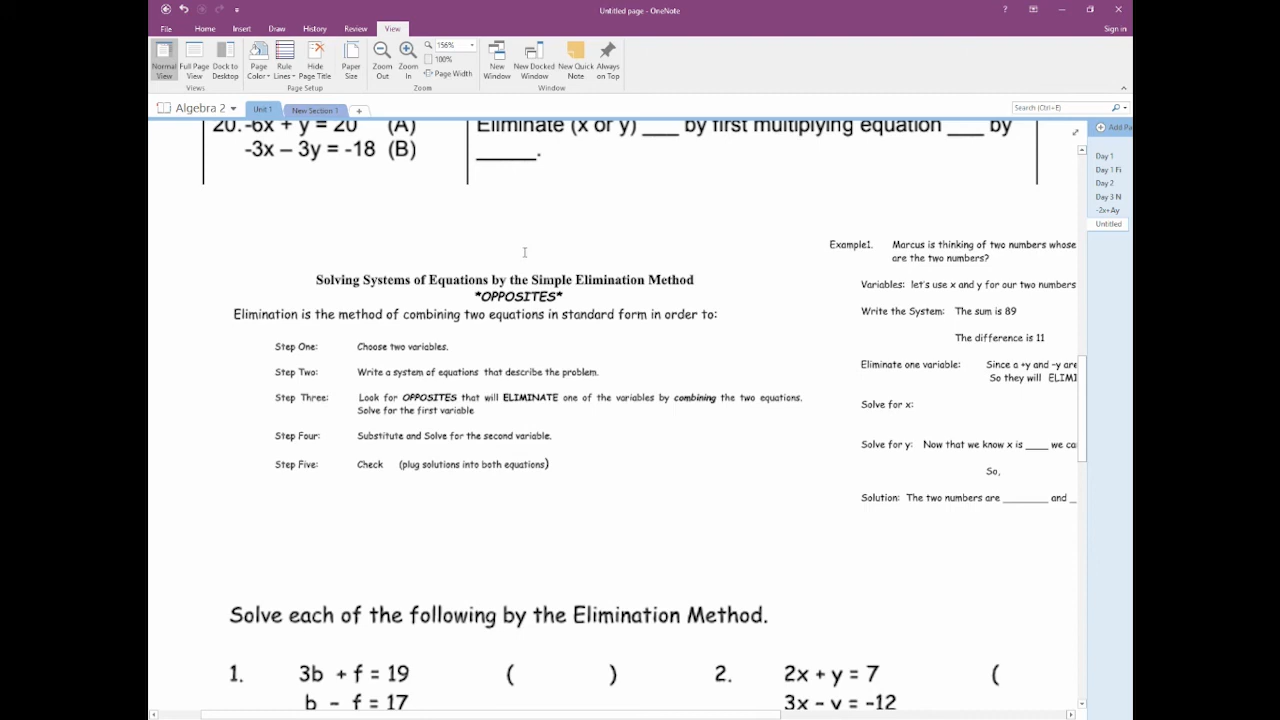 Untitled page - OneNote
File Home Insert Draw History Review View Sign in
Normal View
Full Page View
Dock to Desktop
Page Color
Rule Lines
Hide Page Title
Paper Size
Zoom Out
Zoom In
156%
100%
Page Width
New Window
New Docked Window
New Quick Note
Always on Top
Views Page Setup Zoom Window
Algebra 2 Unit 1 New Section 1 + Search (Ctrl+E)
Add Pa
Day 1
Day 1 Fi
Day 2
Day 3 N
-2x+Ay
Untitled
20. -6x + y = 20 (A)
-3x – 3y = -18 (B)
Eliminate (x or y) ___ by first multiplying equation ___ by
_____.
Solving Systems of Equations by the Simple Elimination Method
*OPPOSITES*
Elimination is the method of combining two equations in standard form in order to:
Step One: Choose two variables.
Step Two: Write a system of equations that describe the problem.
Step Three: Look for OPPOSITES that will ELIMINATE one of the variables by combining the two equations.
Solve for the first variable
Step Four: Substitute and Solve for the second variable.
Step Five: Check (plug solutions into both equations)
Example1. Marcus is thinking of two numbers whose
are the two numbers?
Variables: let's use x and y for our two numbers
Write the System: The sum is 89
The difference is 11
Eliminate one variable: Since a +y and -y are
So they will ELIMI
Solve for x:
Solve for y: Now that we know x is ____ we ca
So,
Solution: The two numbers are ________ and _
Solve each of the following by the Elimination Method.
1. 3b + f = 19 ( )
b - f = 17
2. 2x + y = 7 (
3x - y = -12